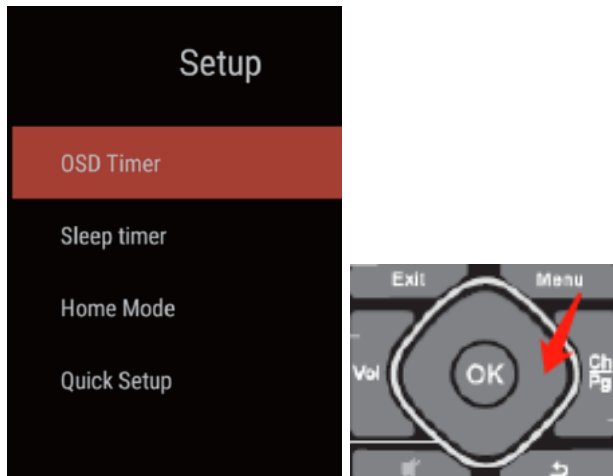 Setup
OSD Timer
Sleep timer
Home Mode
Quick Setup
Exit
Menu
Vol
OK
Ch
Pg